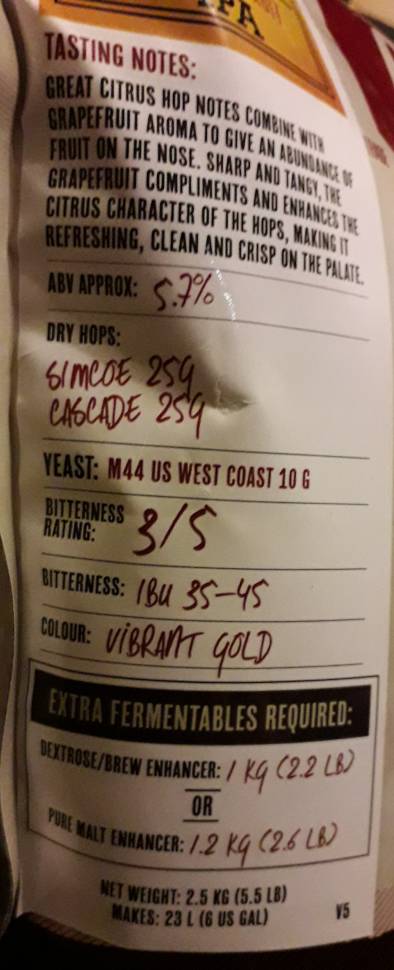 IPA
TASTING NOTES:
GREAT CITRUS HOP NOTES COMBINE WITH
GRAPEFRUIT AROMA TO GIVE AN ABUNDANCE OF
FRUIT ON THE NOSE. SHARP AND TANGY, THE
GRAPEFRUIT COMPLIMENTS AND ENHANCES THE
CITRUS CHARACTER OF THE HOPS, MAKING IT
REFRESHING, CLEAN AND CRISP ON THE PALATE.
ABV APPROX: 5.7%
DRY HOPS:
SIMCOE 25g
CASCADE 25g
YEAST: M44 US WEST COAST 10 G
BITTERNESS
RATING: 3/5
BITTERNESS: IBU 35-45
COLOUR: VIBRANT GOLD
EXTRA FERMENTABLES REQUIRED:
DEXTROSE/BREW ENHANCER: 1 Kg (2.2 LB)
OR
PURE MALT ENHANCER: 1.2 Kg (2.6 LB)
NET WEIGHT: 2.5 KG (5.5 LB)
MAKES: 23 L (6 US GAL) V5